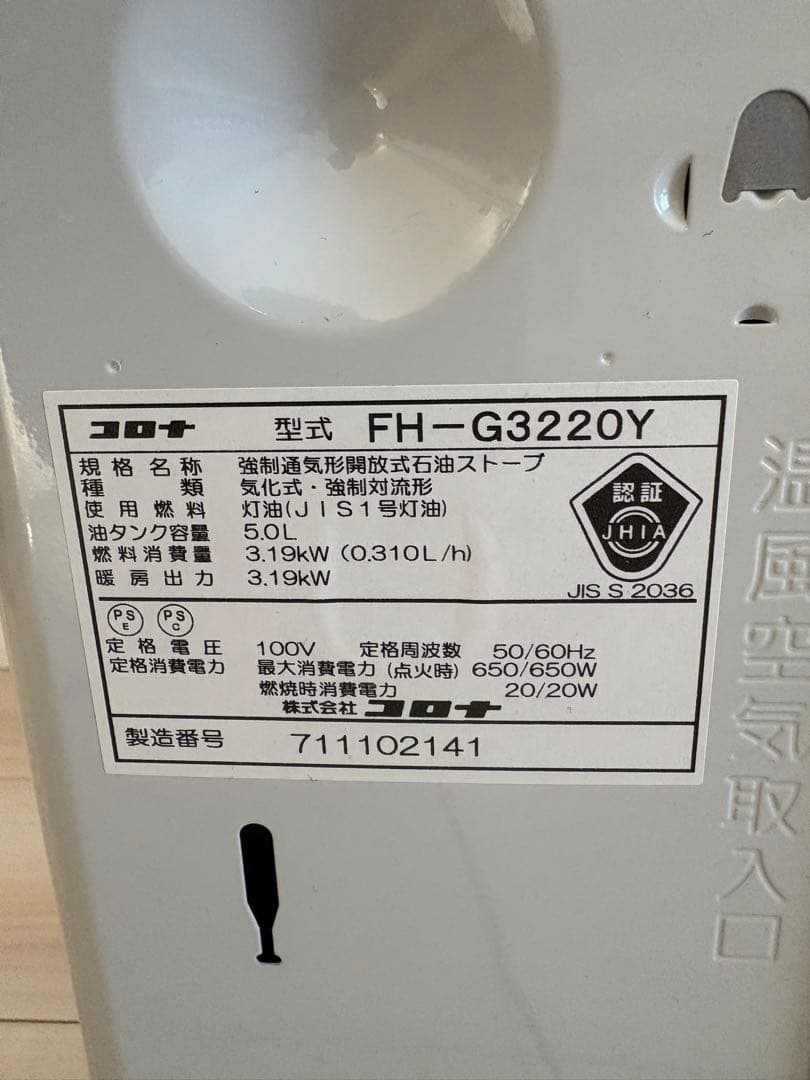 コロナ 型式 FH-G3220Y
規格名称 強制通気形開放式石油ストーブ
種類 気化式・強制対流形
使用燃料 灯油(JIS1号灯油)
油タンク容量 5.0L
燃料消費量 3.19kW (0.310L/h)
暖房出力 3.19kW
認証
JHIA
JIS S 2036
PS E PS C
定格電圧 100V 定格周波数 50/60Hz
定格消費電力 最大消費電力 (点火時) 650/650W
燃焼時消費電力 20/20W
株式会社 コロナ
製造番号 711102141
温風空気取入口